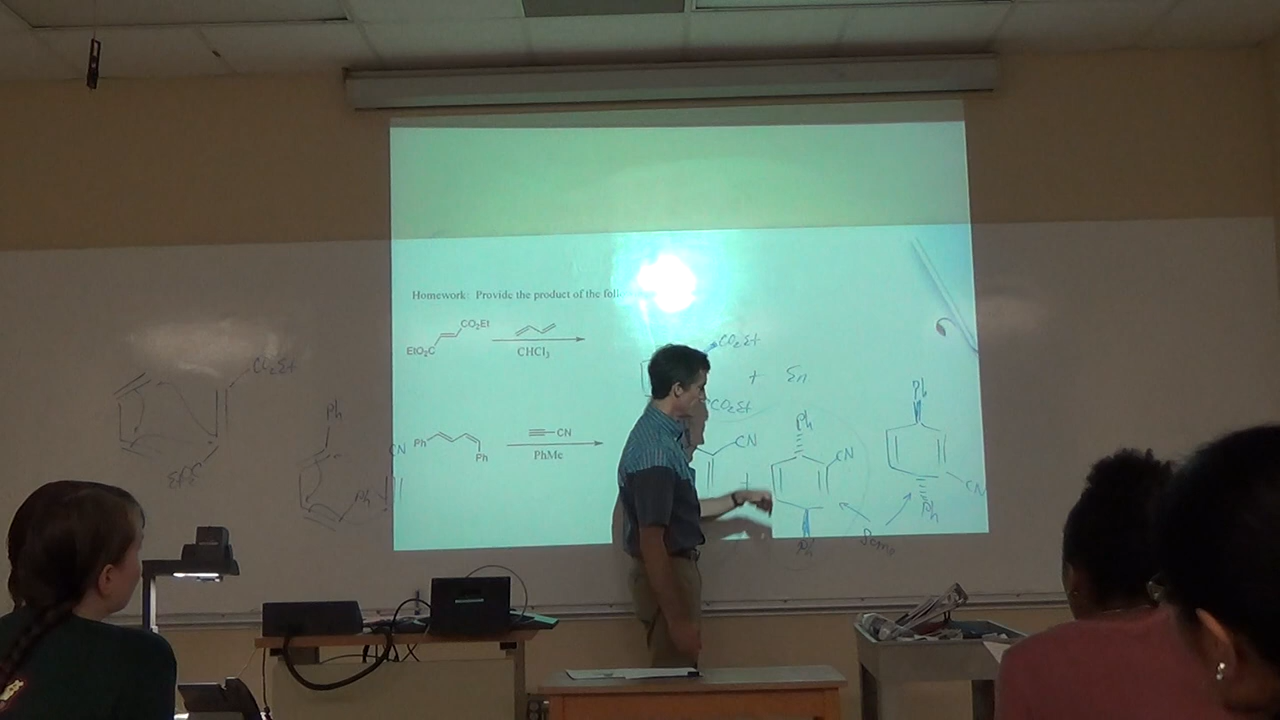 Homework: Provide the product of the foll
CO₂Et
EtO₂C
CHCl₃
CO₂Et
+ En
CO₂Et
CO₂Et
Ph
CN
Ph
Ph
CN
PhMe
CN
+
Ph
CN
Ph
Ph
CN
Ph
Ph
Same